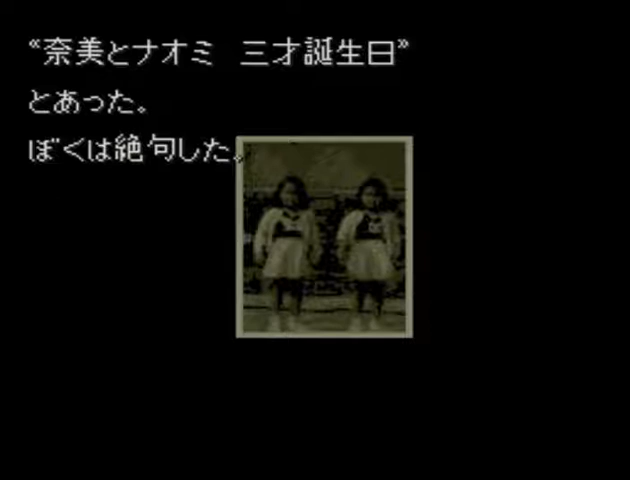 “奈美とナオミ　三才誕生日”
とあった。
ぼくは絶句した。